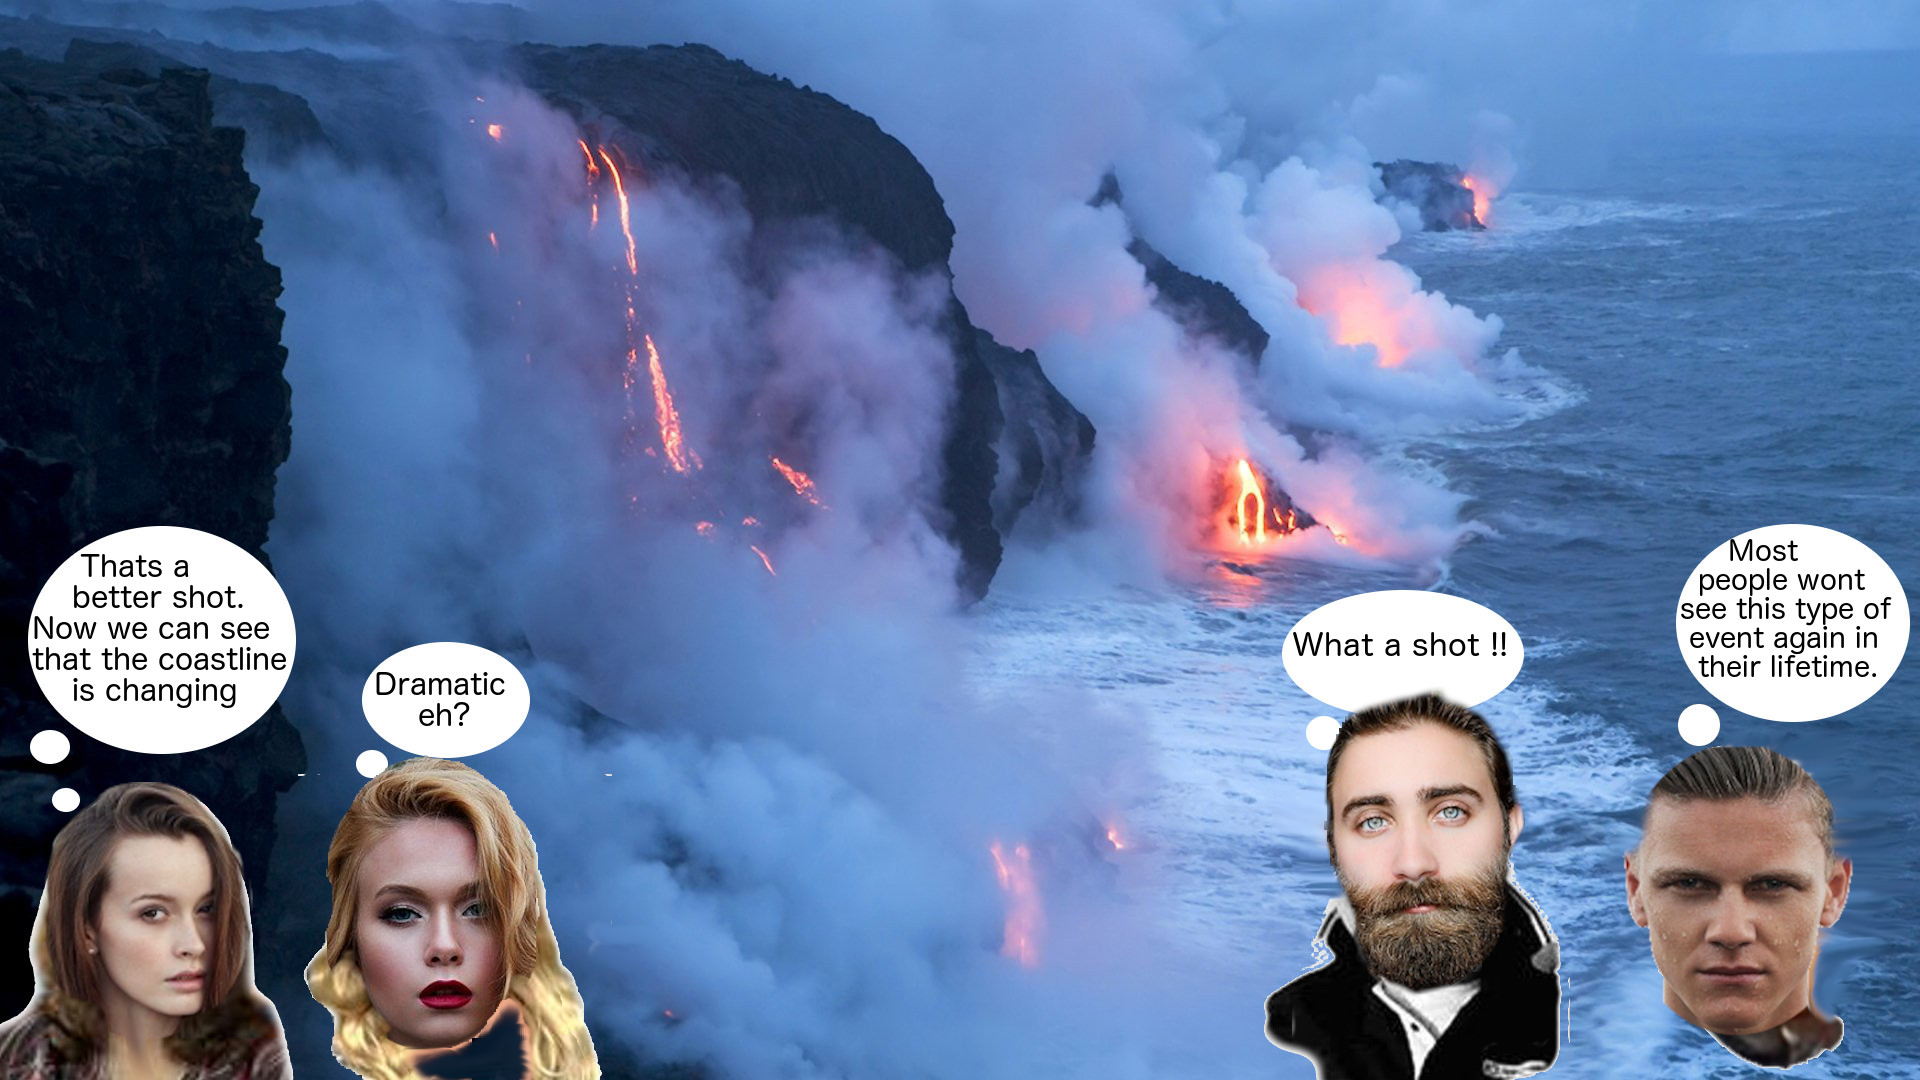 Thats a
better shot.
Now we can see
that the coastline
is changing
Dramatic
eh?
What a shot !!
Most
people wont
see this type of
event again in
their lifetime.